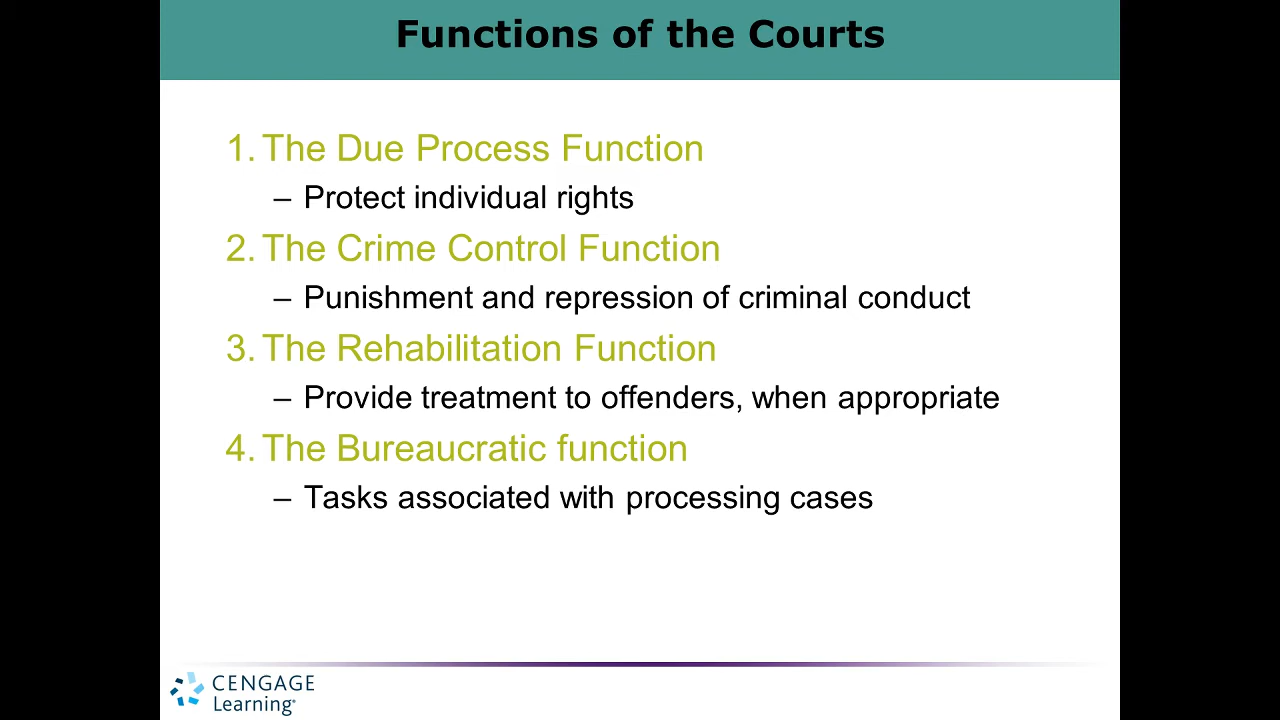 Functions of the Courts
1. The Due Process Function
– Protect individual rights
2. The Crime Control Function
– Punishment and repression of criminal conduct
3. The Rehabilitation Function
– Provide treatment to offenders, when appropriate
4. The Bureaucratic function
– Tasks associated with processing cases
CENGAGE
Learning®